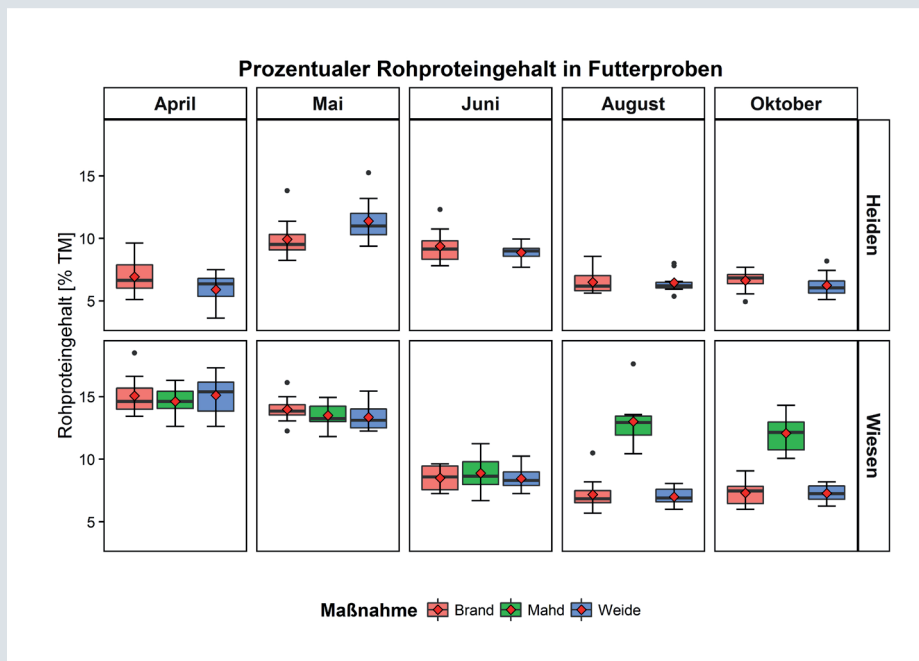 Prozentualer Rohproteingehalt in Futterproben
April Mai Juni August Oktober
Rohproteingehalt [% TM]
15
10
5
Heiden
15
10
5
Wiesen
Maßnahme Brand Mahd Weide